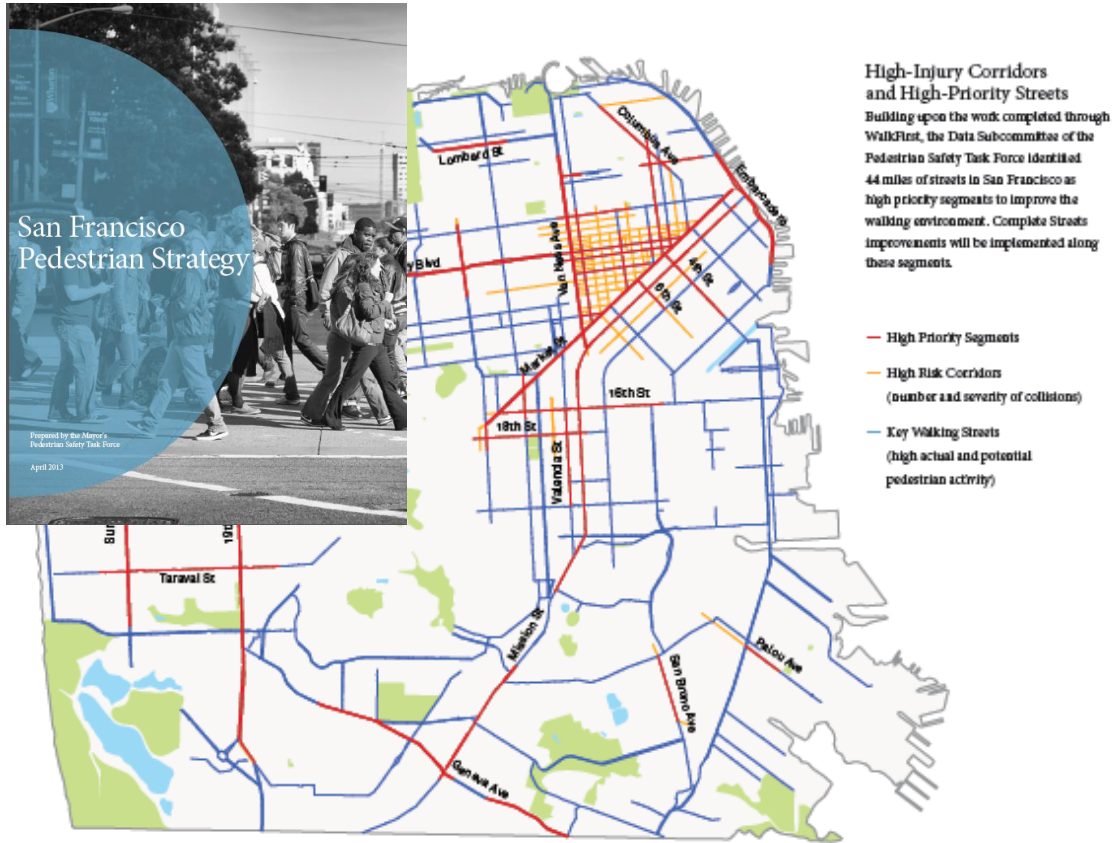 San Francisco
Pedestrian Strategy
Prepared by the Mayor's
Pedestrian Safety Task Force
April 2013
High-Injury Corridors
and High-Priority Streets
Building upon the work completed through
WalkFirst, the Data Subcommittee of the
Pedestrian Safety Task Force identified
44 miles of streets in San Francisco as
high priority segments to improve the
walking environment. Complete Streets
improvements will be implemented along
these segments.
High Priority Segments
High Risk Corridors
(number and severity of collisions)
Key Walking Streets
(high actual and potential
pedestrian activity)
Lombard St
Columbus Ave
Embarcadero
Van Ness Ave
y Blvd
4th St
6th St
Market St
16th St
18th St
Valencia St
Sun
19t
Taraval St
Mission St
Palou Ave
San Bruno Ave
Geneva Ave